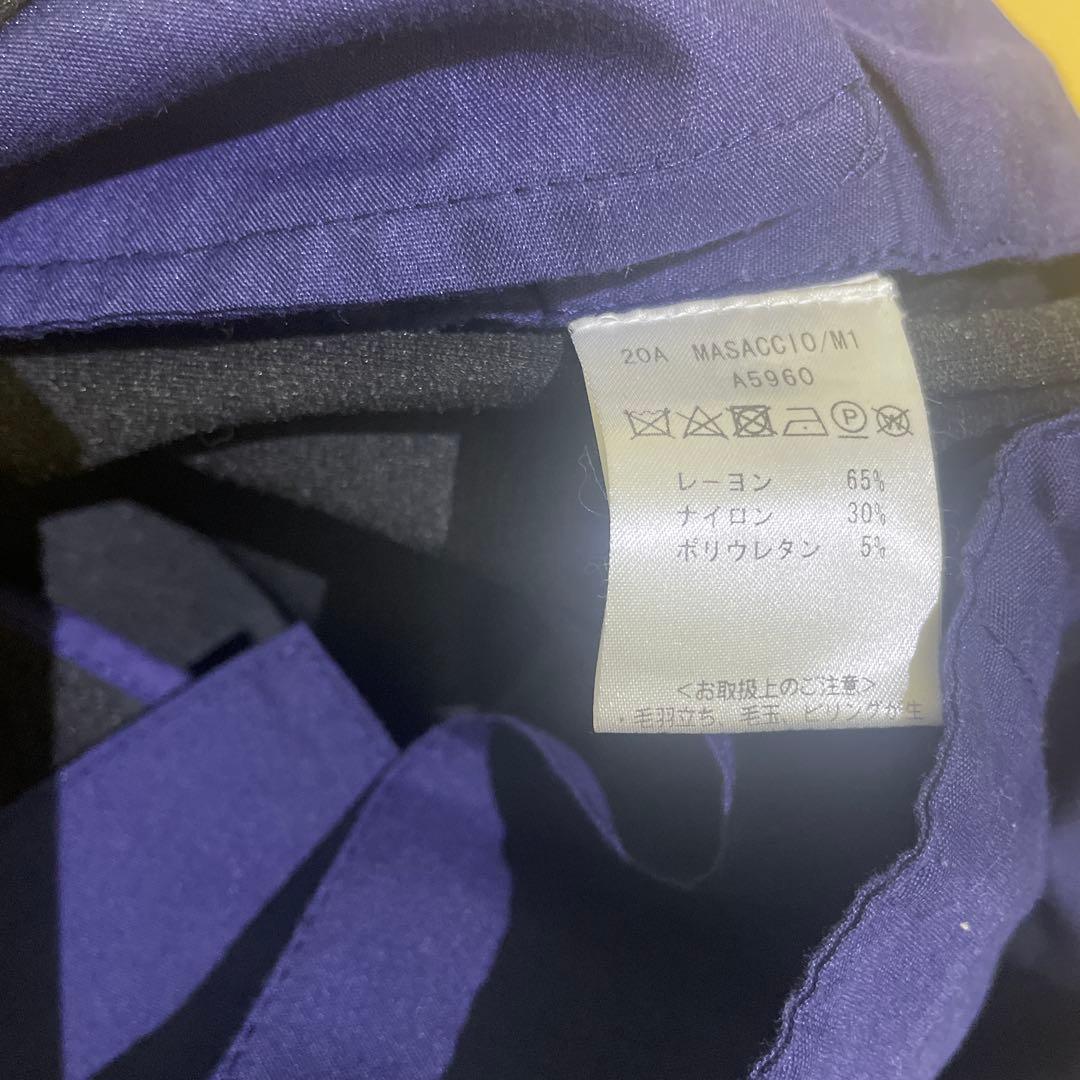 20A MASACCIO/M1
A5960
レーヨン 65%
ナイロン 30%
ポリウレタン 5%
<お取扱上のご注意>
・毛羽立ち、毛玉、ピリングが生